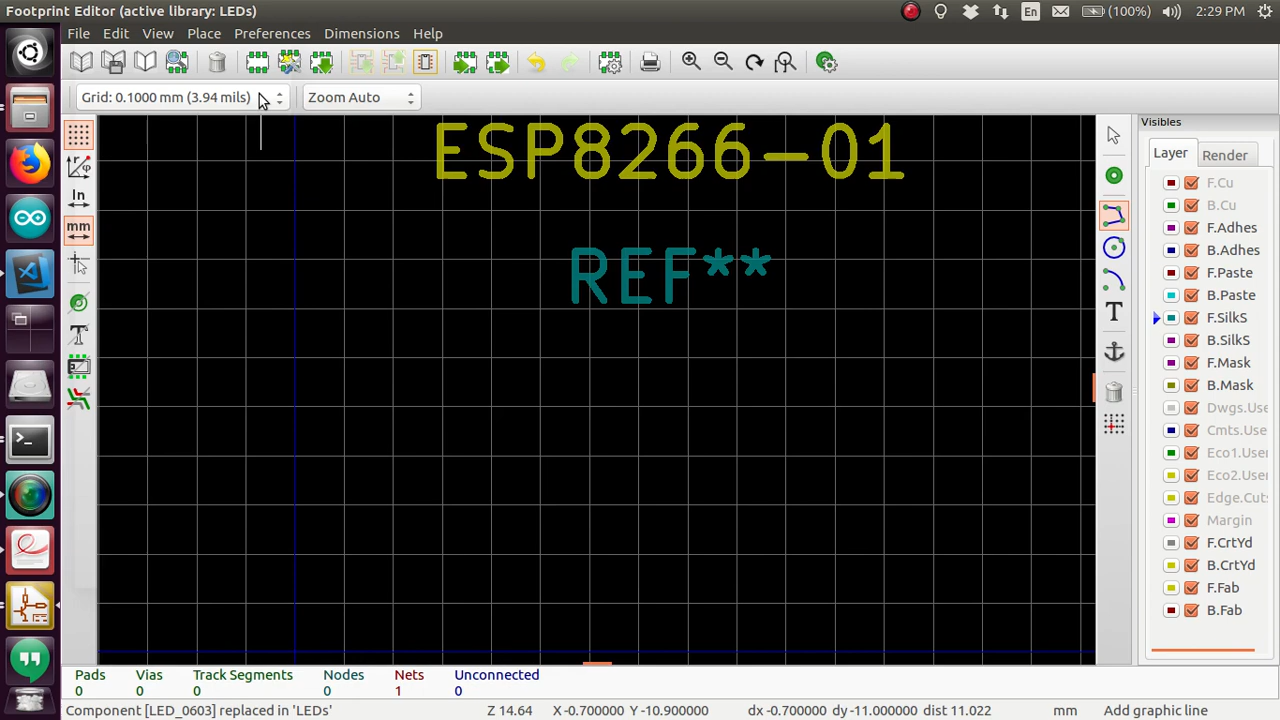 Footprint Editor (active library: LEDs)
En
(100%)
2:29 PM
File Edit View Place Preferences Dimensions Help
Grid: 0.1000 mm (3.94 mils)
Zoom Auto
Visibles
Layer Render
In
mm
ESP8266-01
REF**
T
F.Cu
B.Cu
F.Adhes
B.Adhes
F.Paste
B.Paste
F.SilkS
B.SilkS
F.Mask
B.Mask
Dwgs.Use
Cmts.Use
Eco1.User
Eco2.User
Edge.Cuts
Margin
F.CrtYd
B.CrtYd
F.Fab
B.Fab
Pads Vias Track Segments Nodes Nets Unconnected
0 0 0 0 1 0
Component [LED_0603] replaced in 'LEDs' Z 14.64 X -0.700000 Y -10.900000 dx -0.700000 dy -11.000000 dist 11.022 mm Add graphic line